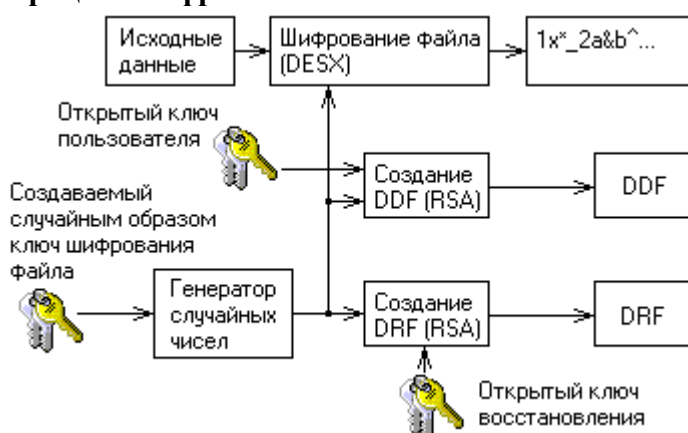 Исходные
данные
Шифрование файла
(DESX)
1x*_2a&b^...
Открытый ключ
пользователя
Создание
DDF (RSA)
DDF
Создаваемый
случайным образом
ключ шифрования
файла
Генератор
случайных
чисел
Создание
DRF (RSA)
DRF
Открытый ключ
восстановления